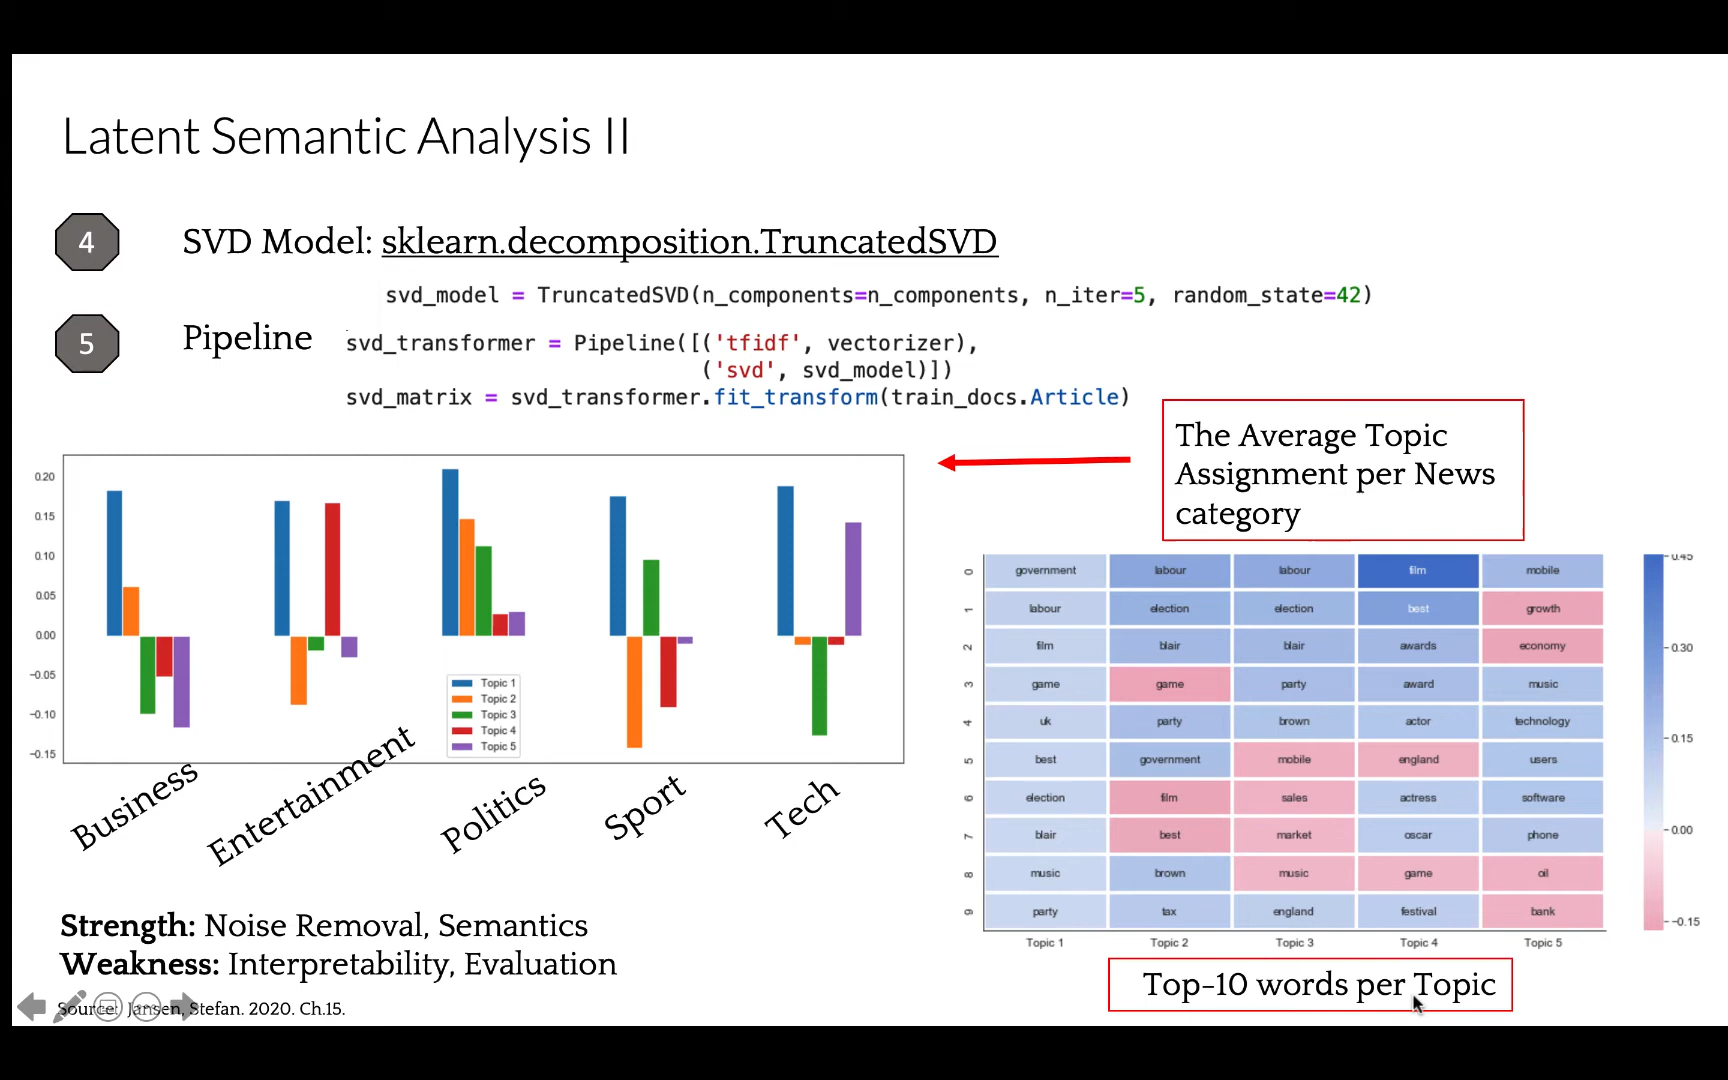 Latent Semantic Analysis II
4
SVD Model: sklearn.decomposition.TruncatedSVD
svd_model = TruncatedSVD(n_components=n_components, n_iter=5, random_state=42)
5
Pipeline
svd_transformer = Pipeline([('tfidf', vectorizer),
('svd', svd_model)])
svd_matrix = svd_transformer.fit_transform(train_docs.Article)
The Average Topic
Assignment per News
category
0.20
0.15
0.10
0.05
0.00
−0.05
−0.10
−0.15
Topic 1
Topic 2
Topic 3
Topic 4
Topic 5
Business
Entertainment
Politics
Sport
Tech
0 government labour labour film mobile
1 labour election election best growth
2 film blair blair awards economy
3 game game party award music
4 uk party brown actor technology
5 best government mobile england users
6 election film sales actress software
7 blair best market oscar phone
8 music brown music game oil
9 party tax england festival bank
Topic 1 Topic 2 Topic 3 Topic 4 Topic 5
0.45
0.30
0.15
0.00
−0.15
Top-10 words per Topic
Strength: Noise Removal, Semantics
Weakness: Interpretability, Evaluation
Source: Jansen, Stefan. 2020. Ch.15.